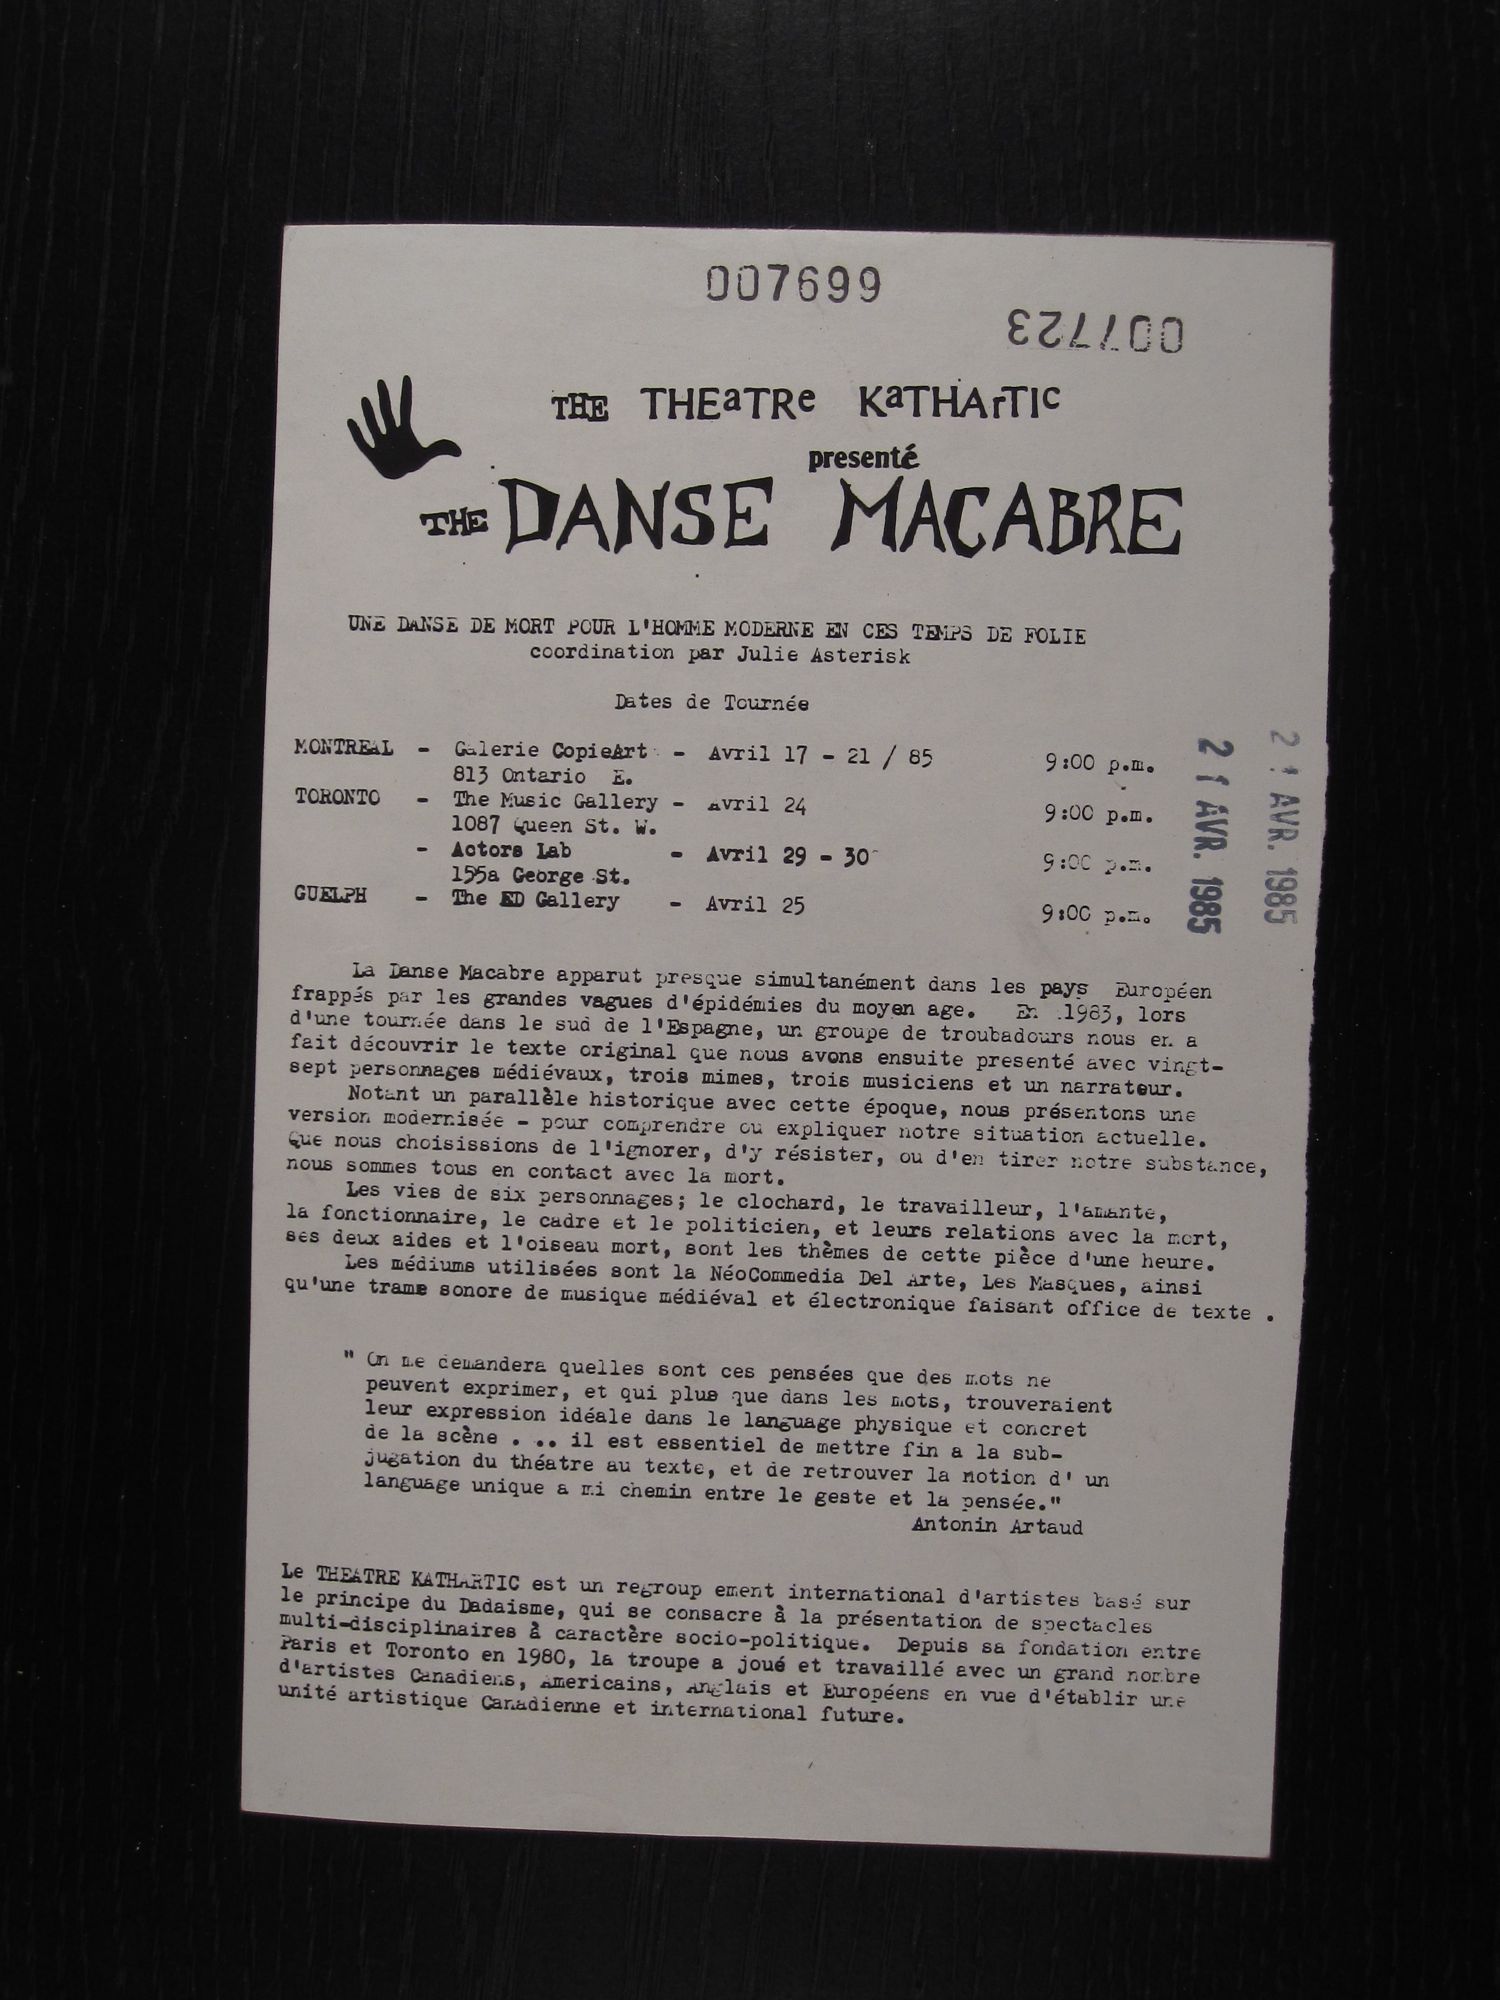 007699
007723
THE THEaTRe KaTHArTIc
presenté
THE DANSE MACABRE
UNE DANSE DE MORT POUR L'HOMME MODERNE EN CES TEMPS DE FOLIE
coordination par Julie Asterisk
Dates de Tournée
MONTREAL - Galerie CopieArt - Avril 17 - 21 / 85 9:00 p.m.
813 Ontario E.
TORONTO - The Music Gallery - Avril 24 9:00 p.m.
1087 Queen St. W.
- Actors Lab - Avril 29 - 30 9:00 p.m.
155a George St.
GUELPH - The ED Gallery - Avril 25 9:00 p.m.
21 AVR. 1985
21 AVR. 1985
La Danse Macabre apparut presque simultanément dans les pays Européen
frappés par les grandes vagues d'épidémies du moyen age. En 1983, lors
d'une tournée dans le sud de l'Espagne, un groupe de troubadours nous en a
fait découvrir le texte original que nous avons ensuite presenté avec vingt-
sept personnages médiévaux, trois mimes, trois musiciens et un narrateur.
Notant un parallèle historique avec cette époque, nous présentons une
version modernisée - pour comprendre ou expliquer notre situation actuelle.
Que nous choisissions de l'ignorer, d'y résister, ou d'en tirer notre substance,
nous sommes tous en contact avec la mort.
Les vies de six personnages; le clochard, le travailleur, l'amante,
la fonctionnaire, le cadre et le politicien, et leurs relations avec la mort,
ses deux aides et l'oiseau mort, sont les thèmes de cette pièce d'une heure.
Les médiums utilisées sont la NéoCommedia Del Arte, Les Masques, ainsi
qu'une trame sonore de musique médiéval et électronique faisant office de texte .
" On me demandera quelles sont ces pensées que des mots ne
peuvent exprimer, et qui plus que dans les mots, trouveraient
leur expression idéale dans le language physique et concret
de la scène . .. il est essentiel de mettre fin a la sub-
jugation du théatre au texte, et de retrouver la notion d' un
language unique a mi chemin entre le geste et la pensée."
Antonin Artaud
Le THEATRE KATHARTIC est un regroup ement international d'artistes basé sur
le principe du Dadaisme, qui se consacre à la présentation de spectacles
multi-disciplinaires à caractère socio-politique. Depuis sa fondation entre
Paris et Toronto en 1980, la troupe a joué et travaillé avec un grand nombre
d'artistes Canadiens, Americains, Anglais et Européens en vue d'établir une
unité artistique Canadienne et international future.